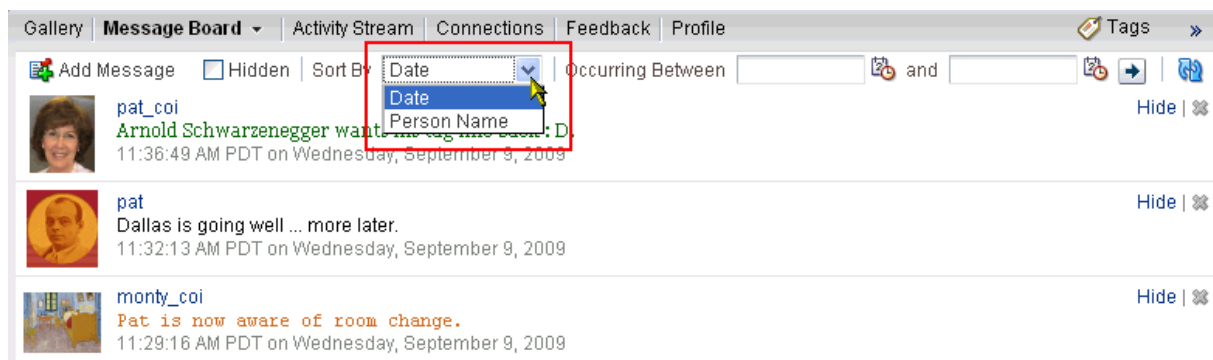 Gallery Message Board Activity Stream Connections Feedback Profile Tags »
Add Message Hidden Sort By Date Occurring Between and
Date
Person Name
pat_coi Hide
Arnold Schwarzenegger : D.
11:36:49 AM PDT on Wednesday, September 9, 2009
pat Hide
Dallas is going well ... more later.
11:32:13 AM PDT on Wednesday, September 9, 2009
monty_coi Hide
Pat is now aware of room change.
11:29:16 AM PDT on Wednesday, September 9, 2009